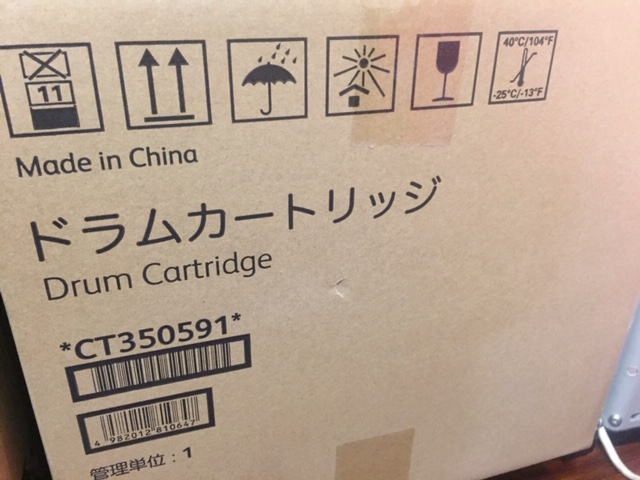 11
40°C/104°F
-25°C/-13°F
Made in China
ドラムカートリッジ
Drum Cartridge
*CT350591*
4 982012 810647
管理単位：1